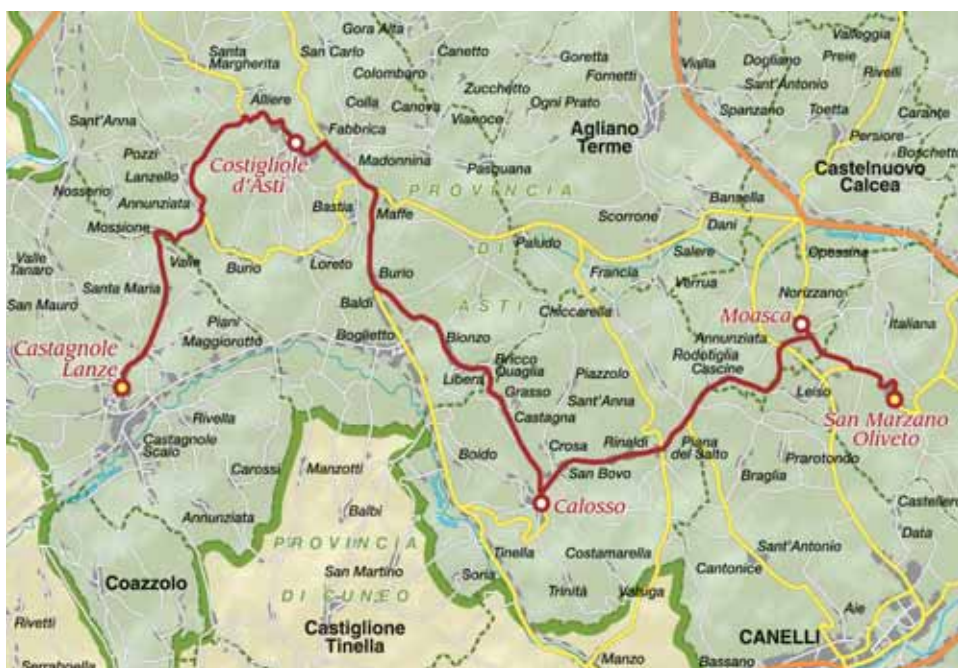 Gora Alta
Valleggia
Santa
Margherita
San Carlo
Canetto
Goretta
Vialla
Dogliano
Preie
Colombaro
Fornetti
Sant'Antonio
Rivelli
Alliere
Zucchetto
Colla
Canova
Ogni Prato
Spanzano
Toetta
Carante
Sant'Anna
Vianoce
Fabbrica
Agliano
Terme
Persiore
Boschetto
Pozzi
Costigliole
d'Asti
Madonnina
Pasquana
Castelnuovo
Calcea
Lanzello
Nosserio
PROVINCIA
Annunziata
Bastia
Maffe
Scorrone
Bansella
Mossione
Dani
DI
Paludo
Opessina
Valle
Tanaro
Valle
Burio
Loreto
Salere
Francia
Burio
Verrua
Santa Maria
Norizzano
San Mauro
Baldi
ASTI
Chiccarella
Moasca
Piani
Maggiorotto
Boglietto
Bionzo
Annunziata
Italiana
Castagnole
Lanze
Bricco
Quaglia
Rodotiglia
Cascine
Libera
Piazzolo
Grasso
Leiso
Sant'Anna
San Marzano
Oliveto
Rivella
Castagna
Castagnole
Scalo
Crosa
Rinaldi
Piana
del Salto
Boido
Prarotondo
Carossi
Manzotti
San Bovo
Braglia
Calosso
Castellero
Balbi
Annunziata
Data
PROVINCIA
Tinella
Costamarella
Sant'Antonio
Coazzolo
San Martino
Soria
Cantonice
DI CUNEO
Trinità
Valuga
Aie
Rivetti
Castiglione
Tinella
CANELLI
Manzo
Bassano
Serraboella